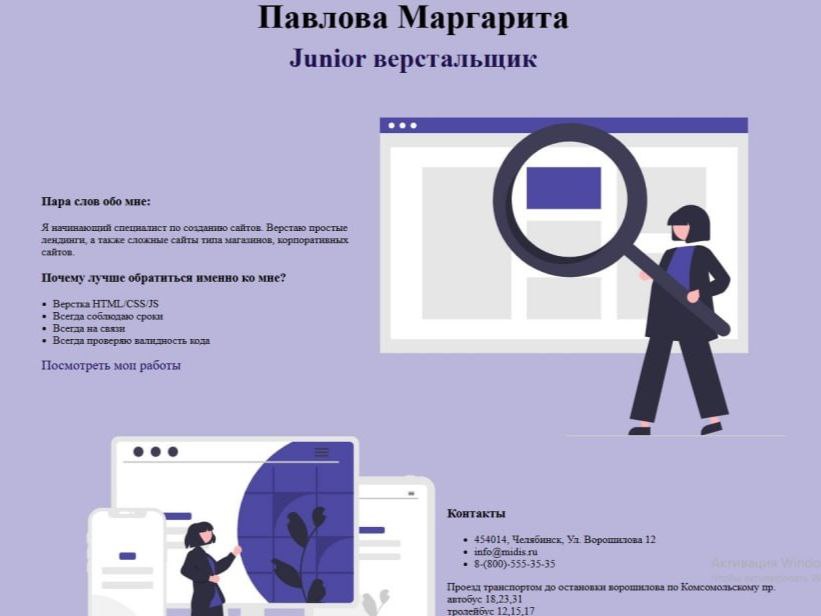 Павлова Маргарита
Junior верстальщик
Пара слов обо мне:
Я начинающий специалист по созданию сайтов. Верстаю простые
лендинги, а также сложные сайты типа магазинов, корпоративных
сайтов.
Почему лучше обратиться именно ко мне?
Верстка HTML/CSS/JS
Всегда соблюдаю сроки
Всегда на связи
Всегда проверяю валидность кода
Посмотреть мои работы
Контакты
454014, Челябинск, Ул. Ворошилова 12
info@midis.ru
8-(800)-555-35-35
Проезд транспортом до остановки ворошилова по Комсомольскому пр.
автобус 18,23,31
тролейбус 12,15,17
Активация Windo
Чтобы активировать W